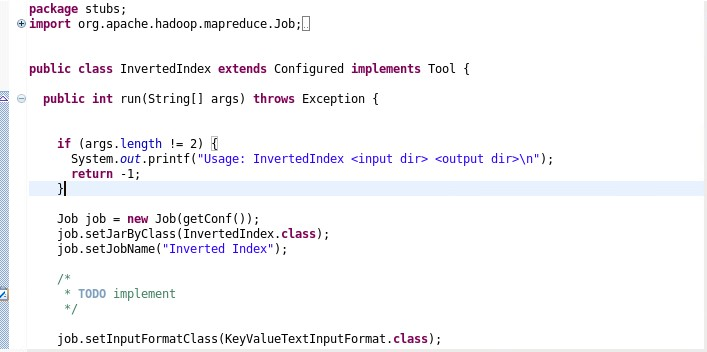 package stubs;
import org.apache.hadoop.mapreduce.Job;
public class InvertedIndex extends Configured implements Tool {
public int run(String[] args) throws Exception {
if (args.length != 2) {
System.out.printf("Usage: InvertedIndex <input dir> <output dir>\n");
return -1;
}
Job job = new Job(getConf());
job.setJarByClass(InvertedIndex.class);
job.setJobName("Inverted Index");
/*
* TODO implement
*/
job.setInputFormatClass(KeyValueTextInputFormat.class);